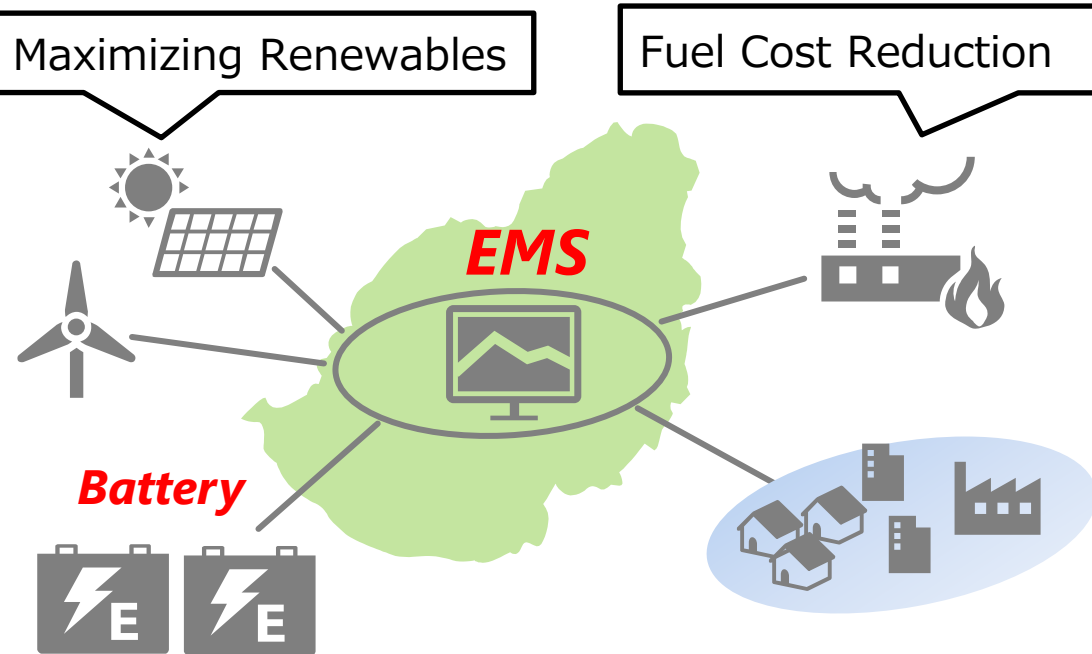 Maximizing Renewables
Fuel Cost Reduction
EMS
Battery
E
E